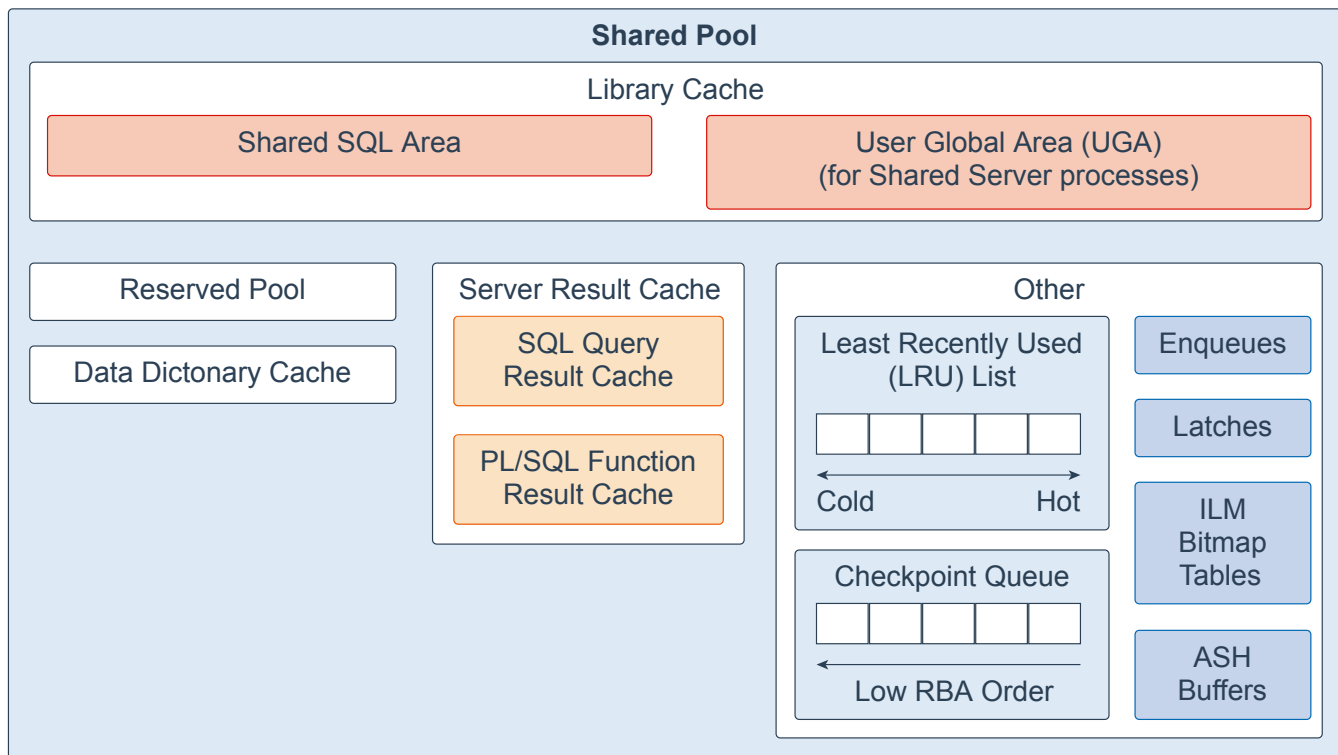 Shared Pool
Library Cache
Shared SQL Area
User Global Area (UGA)
(for Shared Server processes)
Reserved Pool
Data Dictonary Cache
Server Result Cache
SQL Query
Result Cache
PL/SQL Function
Result Cache
Other
Least Recently Used
(LRU) List
Cold
Hot
Checkpoint Queue
Low RBA Order
Enqueues
Latches
ILM
Bitmap
Tables
ASH
Buffers